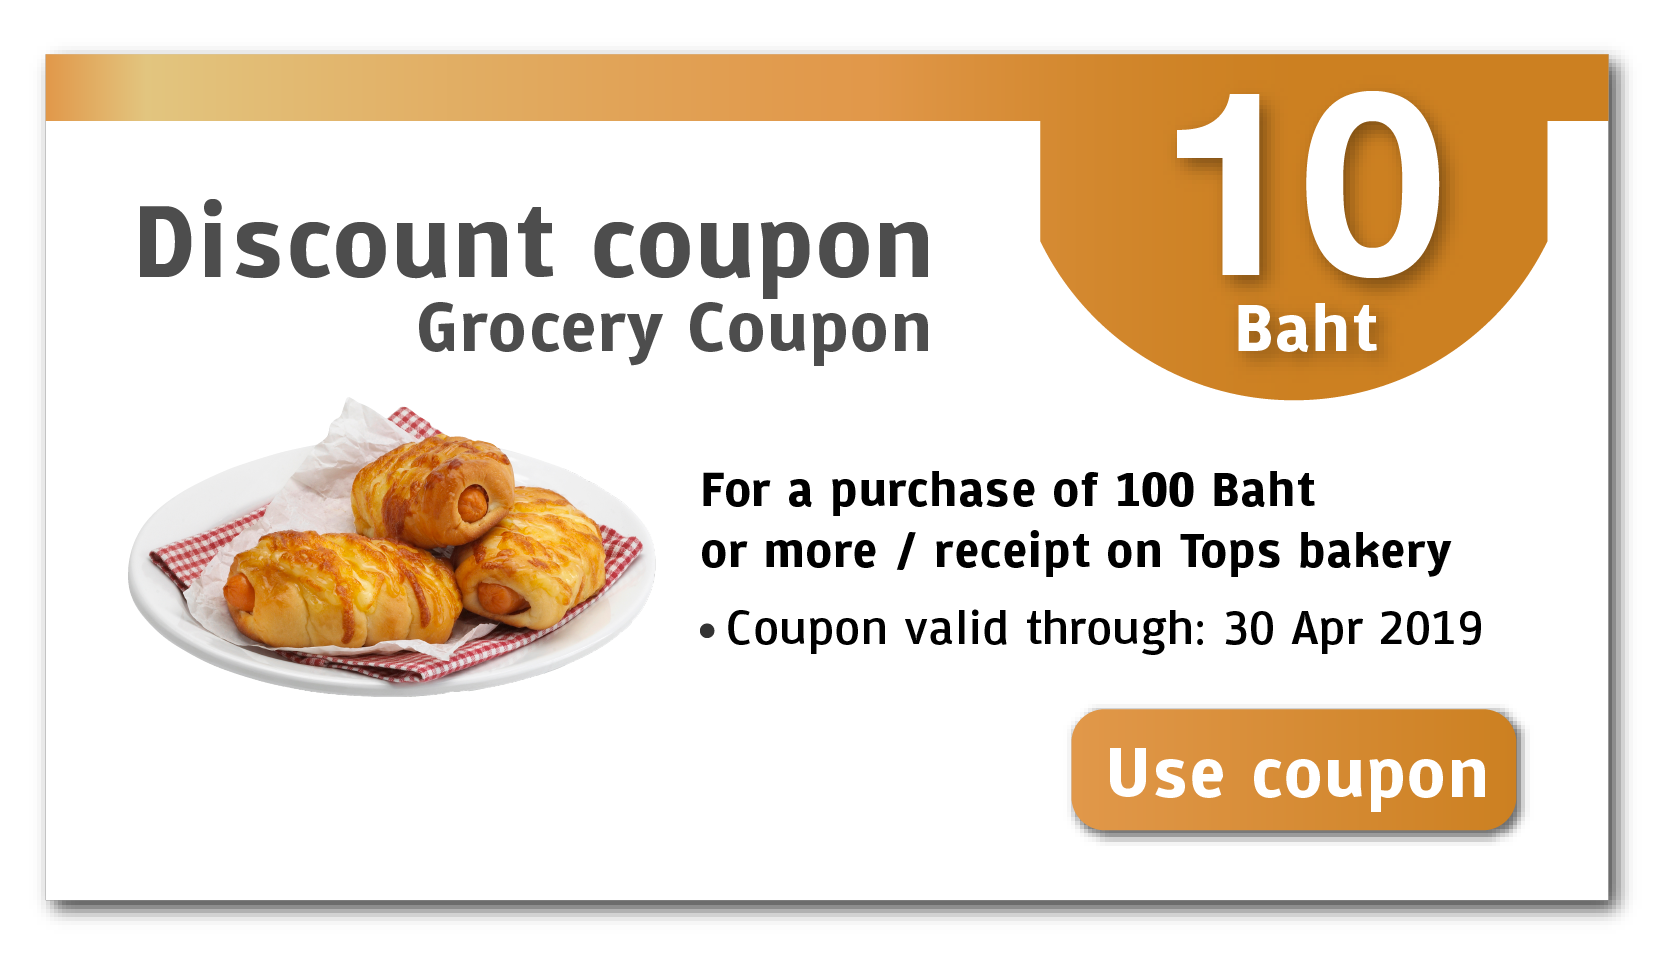 10
Baht
Discount coupon
Grocery Coupon
For a purchase of 100 Baht
or more / receipt on Tops bakery
• Coupon valid through: 30 Apr 2019
Use coupon